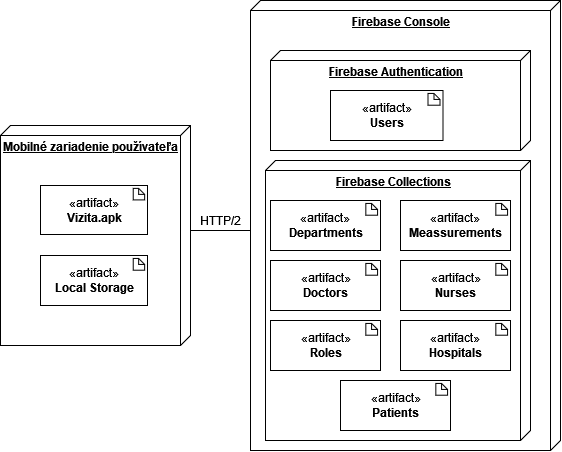 Firebase Console
Firebase Authentication
«artifact»
Users
Mobilné zariadenie používateľa
«artifact»
Vizita.apk
«artifact»
Local Storage
HTTP/2
Firebase Collections
«artifact»
Departments
«artifact»
Meassurements
«artifact»
Doctors
«artifact»
Nurses
«artifact»
Roles
«artifact»
Hospitals
«artifact»
Patients